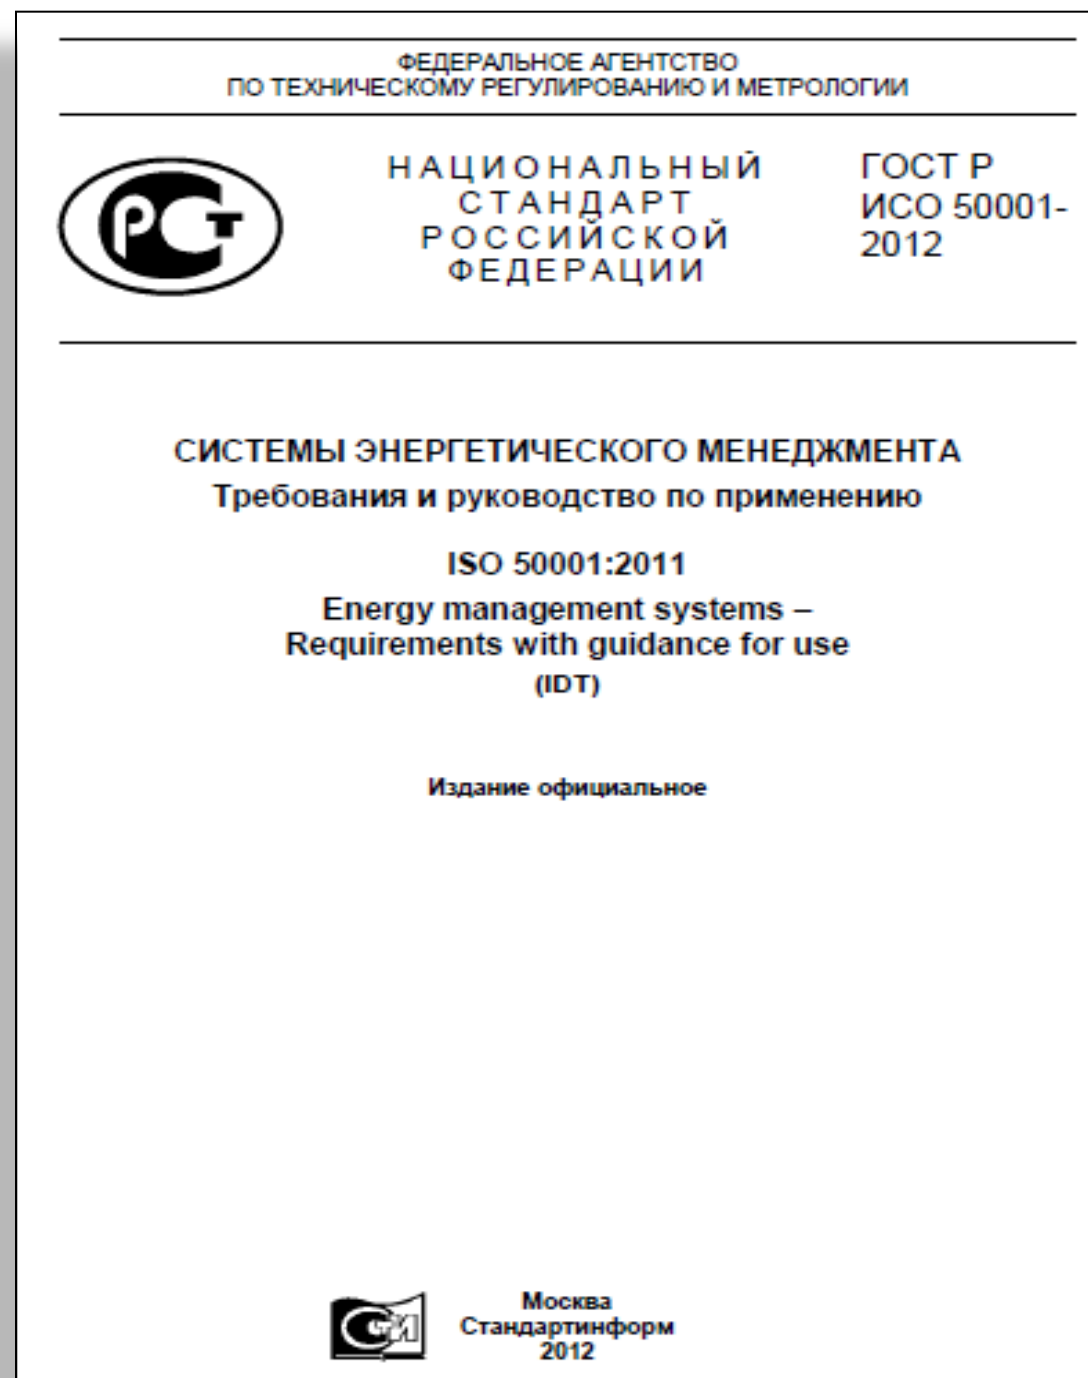 ФЕДЕРАЛЬНОЕ АГЕНТСТВО
ПО ТЕХНИЧЕСКОМУ РЕГУЛИРОВАНИЮ И МЕТРОЛОГИИ
РСТ
НАЦИОНАЛЬНЫЙ
СТАНДАРТ
РОССИЙСКОЙ
ФЕДЕРАЦИИ
ГОСТ Р
ИСО 50001-
2012
СИСТЕМЫ ЭНЕРГЕТИЧЕСКОГО МЕНЕДЖМЕНТА
Требования и руководство по применению
ISO 50001:2011
Energy management systems –
Requirements with guidance for use
(IDT)
Издание официальное
СТИ
Москва
Стандартинформ
2012